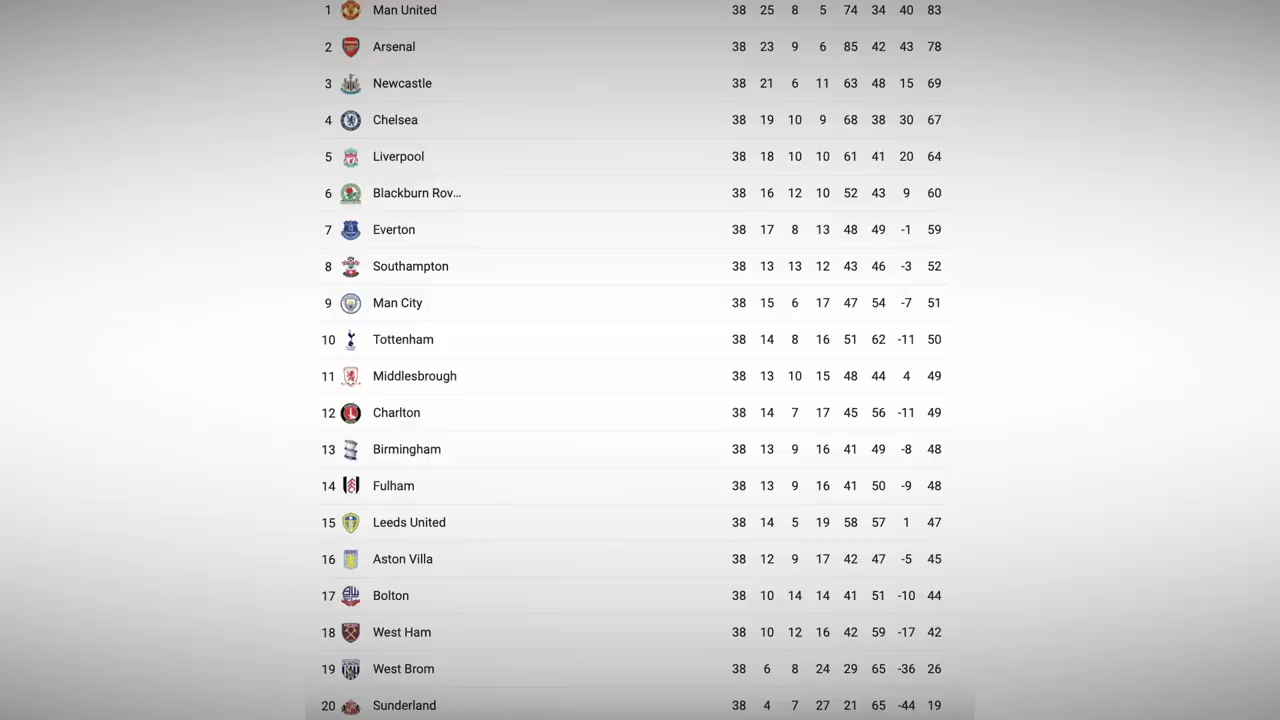 1 Man United 38 25 8 5 74 34 40 83
2 Arsenal 38 23 9 6 85 42 43 78
3 Newcastle 38 21 6 11 63 48 15 69
4 Chelsea 38 19 10 9 68 38 30 67
5 Liverpool 38 18 10 10 61 41 20 64
6 Blackburn Rov... 38 16 12 10 52 43 9 60
7 Everton 38 17 8 13 48 49 -1 59
8 Southampton 38 13 13 12 43 46 -3 52
9 Man City 38 15 6 17 47 54 -7 51
10 Tottenham 38 14 8 16 51 62 -11 50
11 Middlesbrough 38 13 10 15 48 44 4 49
12 Charlton 38 14 7 17 45 56 -11 49
13 Birmingham 38 13 9 16 41 49 -8 48
14 Fulham 38 13 9 16 41 50 -9 48
15 Leeds United 38 14 5 19 58 57 1 47
16 Aston Villa 38 12 9 17 42 47 -5 45
17 Bolton 38 10 14 14 41 51 -10 44
18 West Ham 38 10 12 16 42 59 -17 42
19 West Brom 38 6 8 24 29 65 -36 26
20 Sunderland 38 4 7 27 21 65 -44 19